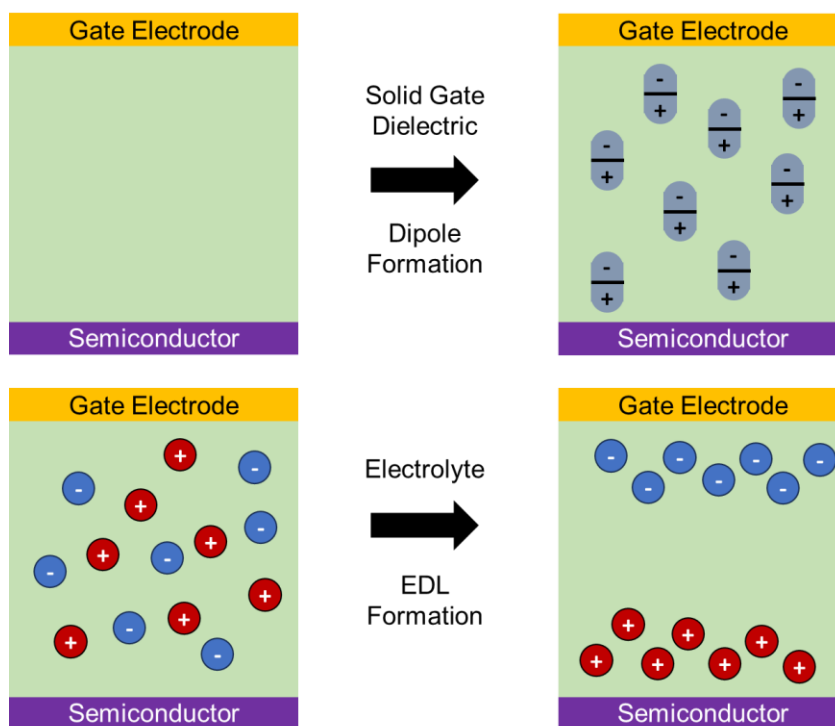 Gate Electrode
Semiconductor
Solid Gate
Dielectric
Dipole
Formation
Gate Electrode
-
+
-
+
-
+
-
+
-
+
-
+
-
+
-
+
Semiconductor
Gate Electrode
+
-
-
+
-
+
-
+
-
+
+
-
+
-
Semiconductor
Electrolyte
EDL
Formation
Gate Electrode
-
-
-
-
-
-
-
+
+
+
+
+
+
+
Semiconductor